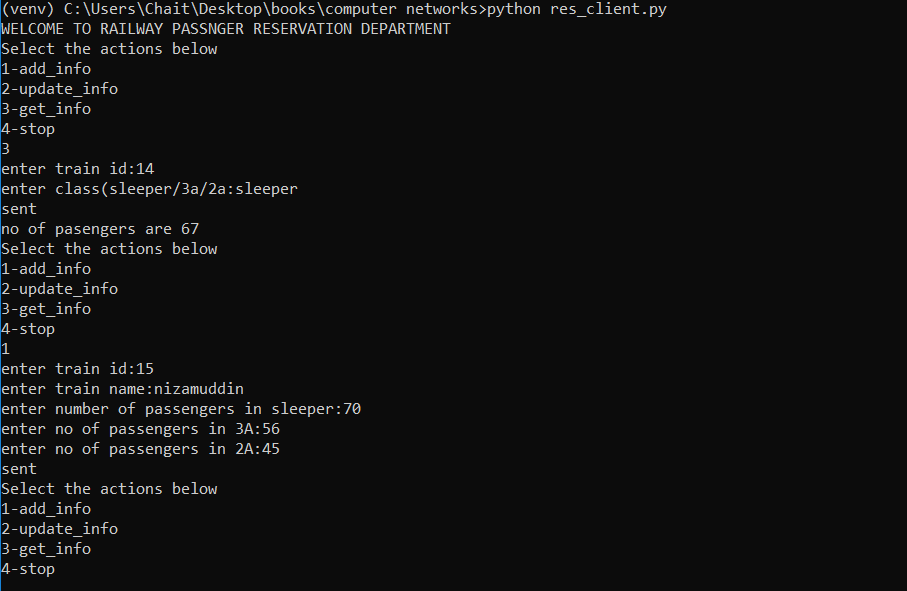 (venv) C:\Users\Chait\Desktop\books\computer networks>python res_client.py
WELCOME TO RAILWAY PASSNGER RESERVATION DEPARTMENT
Select the actions below
1-add_info
2-update_info
3-get_info
4-stop
3
enter train id:14
enter class(sleeper/3a/2a:sleeper
sent
no of pasengers are 67
Select the actions below
1-add_info
2-update_info
3-get_info
4-stop
1
enter train id:15
enter train name:nizamuddin
enter number of passengers in sleeper:70
enter no of passengers in 3A:56
enter no of passengers in 2A:45
sent
Select the actions below
1-add_info
2-update_info
3-get_info
4-stop